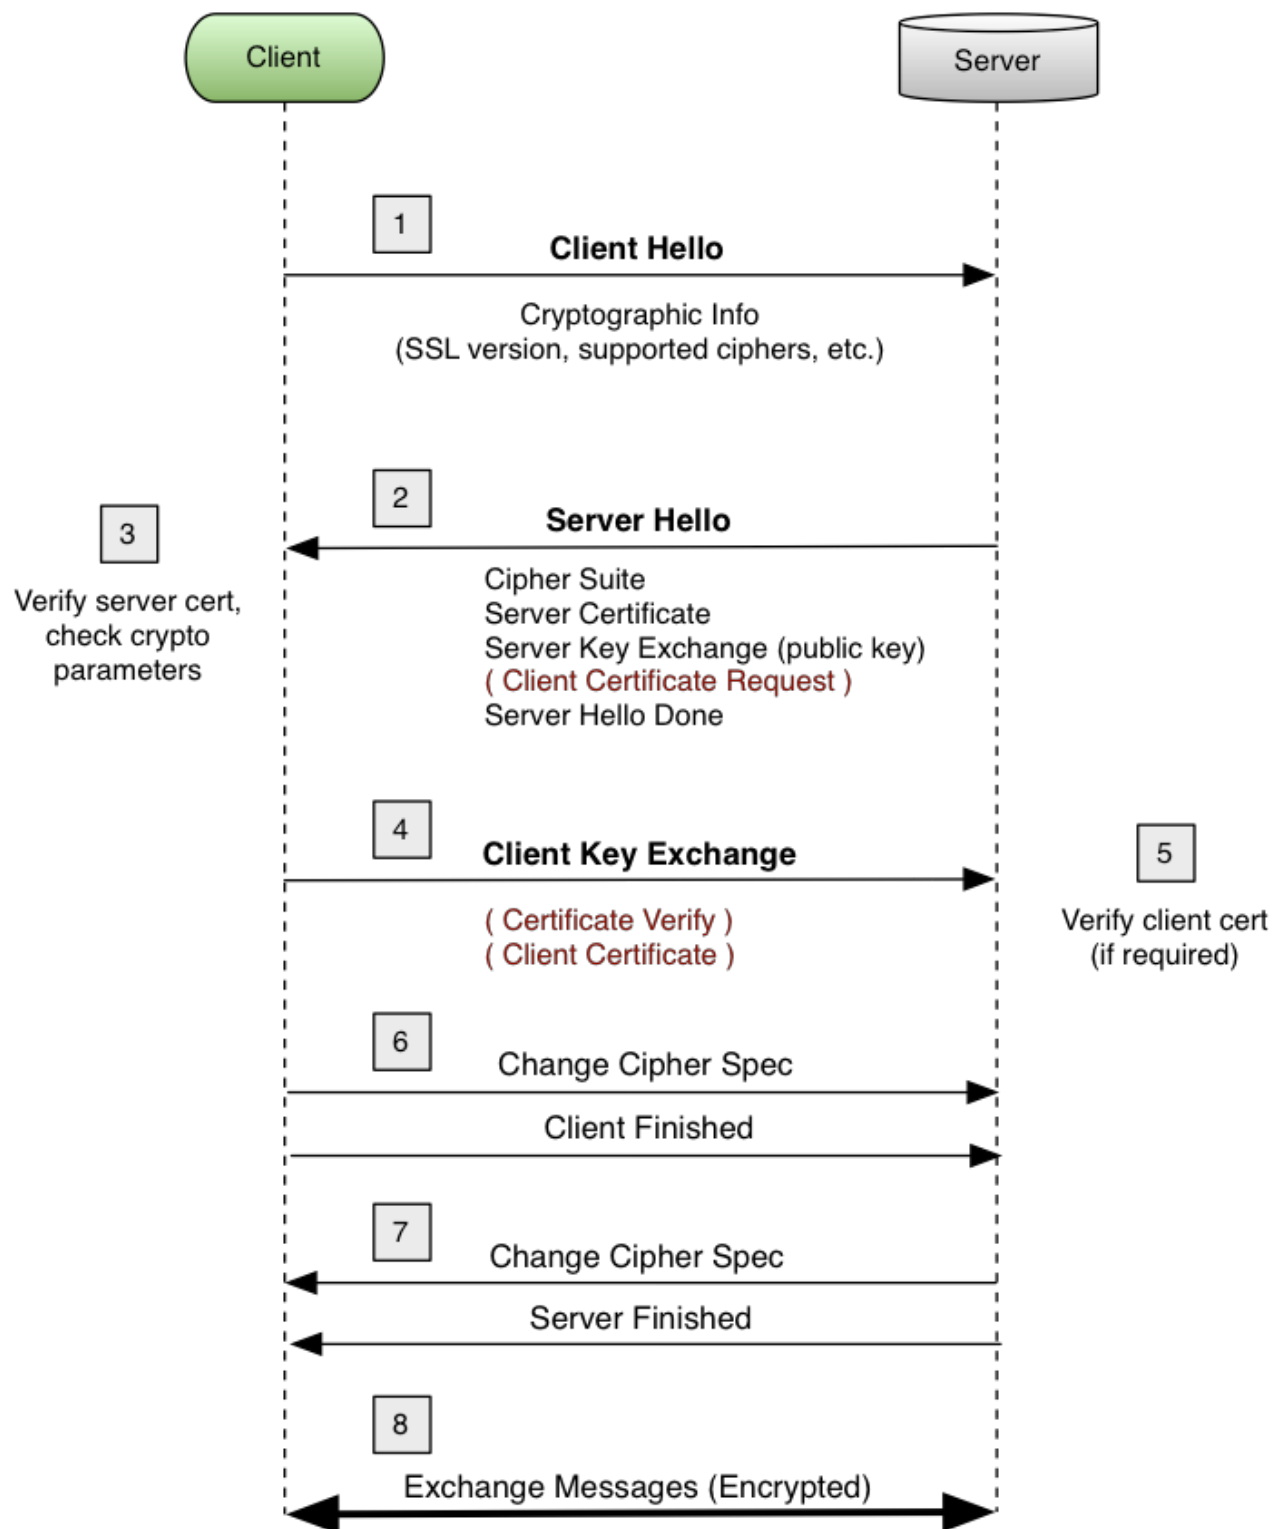 Client
Server
1
Client Hello
Cryptographic Info
(SSL version, supported ciphers, etc.)
2
Server Hello
3
Verify server cert,
check crypto
parameters
Cipher Suite
Server Certificate
Server Key Exchange (public key)
( Client Certificate Request )
Server Hello Done
4
Client Key Exchange
( Certificate Verify )
( Client Certificate )
5
Verify client cert
(if required)
6
Change Cipher Spec
Client Finished
7
Change Cipher Spec
Server Finished
8
Exchange Messages (Encrypted)